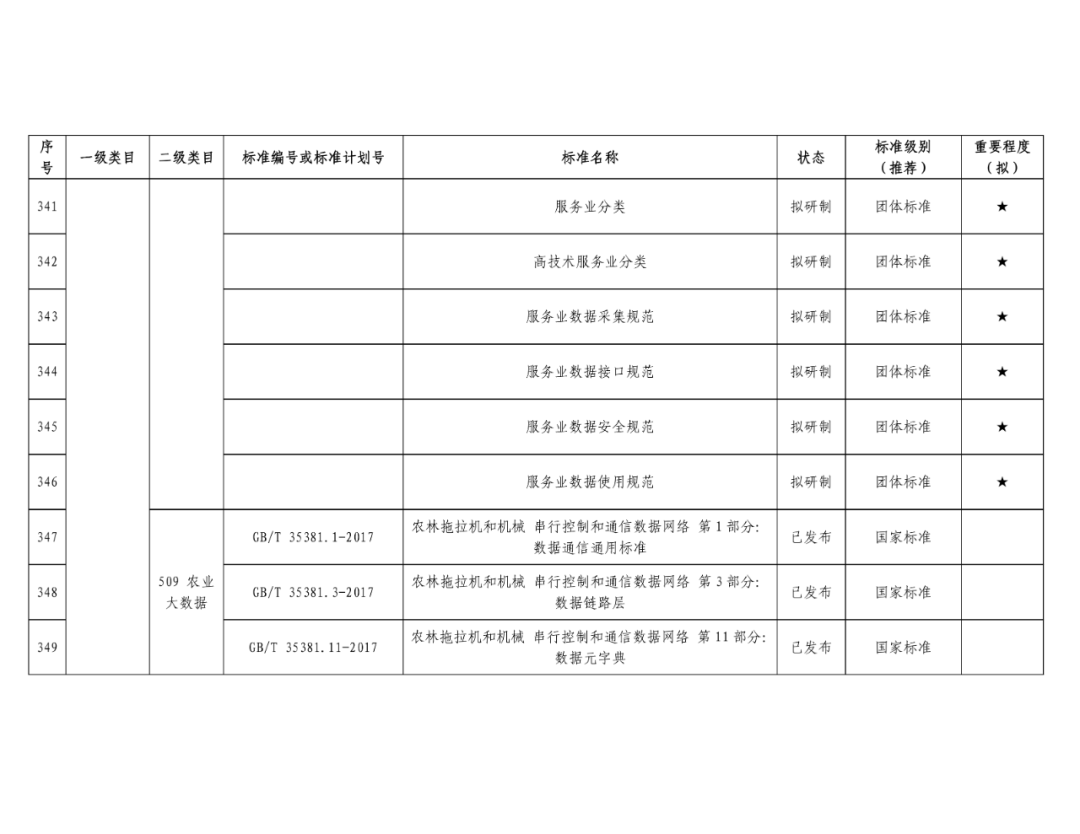 序号 一级类目 二级类目 标准编号或标准计划号 标准名称 状态 标准级别（推荐） 重要程度（拟）
341 服务业分类 拟研制 团体标准 ★
342 高技术服务业分类 拟研制 团体标准 ★
343 服务业数据采集规范 拟研制 团体标准 ★
344 服务业数据接口规范 拟研制 团体标准 ★
345 服务业数据安全规范 拟研制 团体标准 ★
346 服务业数据使用规范 拟研制 团体标准 ★
509 农业大数据
347 GB/T 35381.1-2017 农林拖拉机和机械 串行控制和通信数据网络 第 1 部分：数据通信通用标准 已发布 国家标准
348 GB/T 35381.3-2017 农林拖拉机和机械 串行控制和通信数据网络 第 3 部分：数据链路层 已发布 国家标准
349 GB/T 35381.11-2017 农林拖拉机和机械 串行控制和通信数据网络 第 11 部分：数据元字典 已发布 国家标准